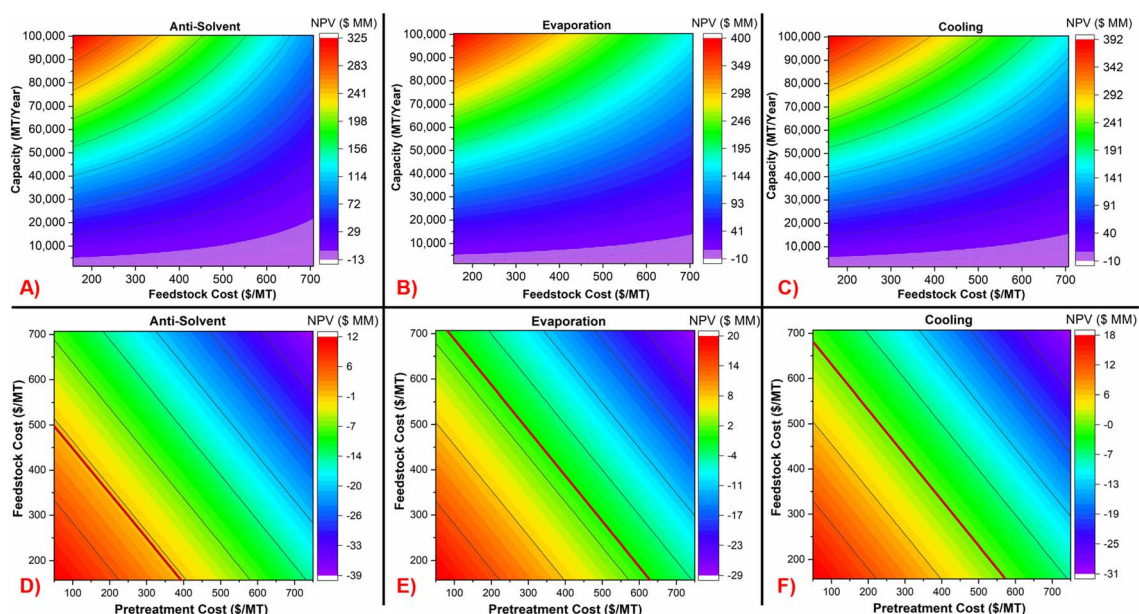 Anti-Solvent
NPV ($ MM)
100,000
90,000
80,000
70,000
60,000
50,000
40,000
30,000
20,000
10,000
Capacity (MT/Year)
200 300 400 500 600 700
Feedstock Cost ($/MT)
325
283
241
198
156
114
72
29
-13
A)
Evaporation
NPV ($ MM)
100,000
90,000
80,000
70,000
60,000
50,000
40,000
30,000
20,000
10,000
Capacity (MT/Year)
200 300 400 500 600 700
Feedstock Cost ($/MT)
400
349
298
246
195
144
93
41
-10
B)
Cooling
NPV ($ MM)
100,000
90,000
80,000
70,000
60,000
50,000
40,000
30,000
20,000
10,000
Capacity (MT/Year)
200 300 400 500 600 700
Feedstock Cost ($/MT)
392
342
292
241
191
141
91
40
-10
C)
Anti-Solvent
NPV ($ MM)
700
600
500
400
300
200
Feedstock Cost ($/MT)
100 200 300 400 500 600 700
Pretreatment Cost ($/MT)
12
6
-1
-7
-14
-20
-26
-33
-39
D)
Evaporation
NPV ($ MM)
700
600
500
400
300
200
Feedstock Cost ($/MT)
100 200 300 400 500 600 700
Pretreatment Cost ($/MT)
20
14
8
2
-4
-11
-17
-23
-29
E)
Cooling
NPV ($ MM)
700
600
500
400
300
200
Feedstock Cost ($/MT)
100 200 300 400 500 600 700
Pretreatment Cost ($/MT)
18
12
6
-0
-7
-13
-19
-25
-31
F)